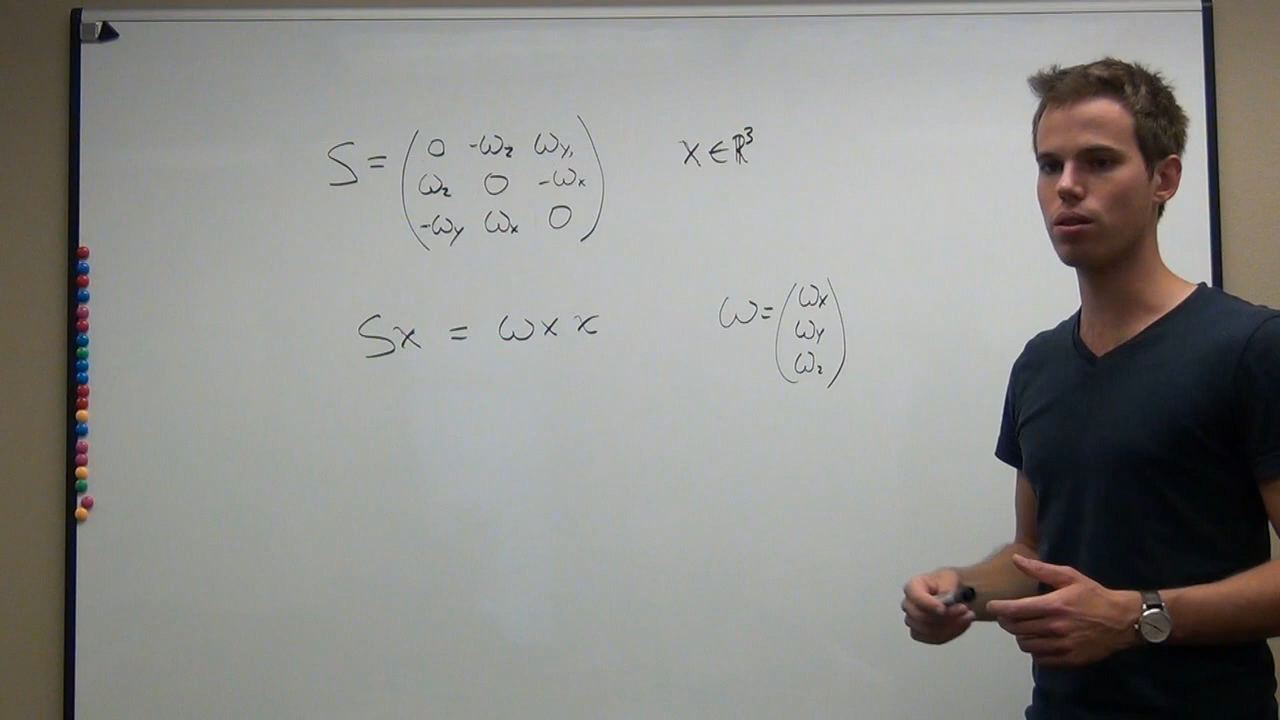 S = ( 0 -ωz ωy, x ∈ ℝ³
ωz 0 -ωx
-ωy ωx 0 )
Sx = ω × x ω = ( ωx
ωy
ωz )